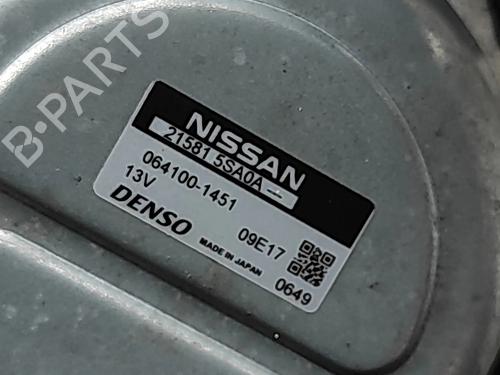 B-PARTS
NISSAN
21581 5SA0A
064100-1451
13V
09E17
DENSO
MADE IN JAPAN
0649